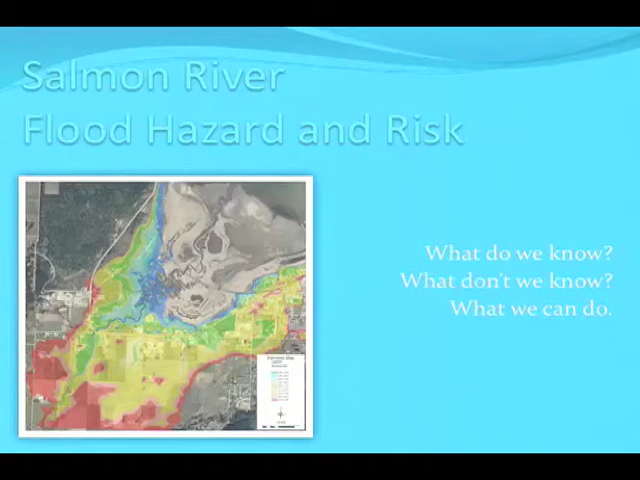 Salmon River
Flood Hazard and Risk
What do we know?
What don't we know?
What we can do.